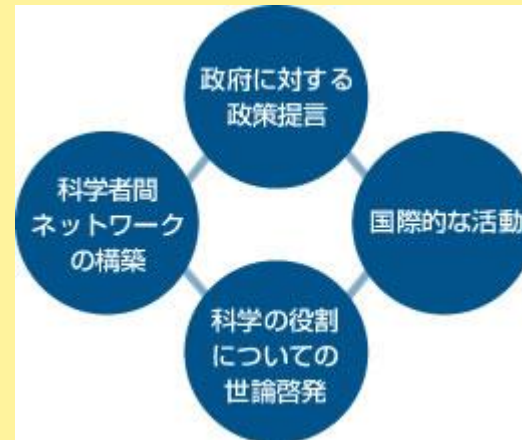 政府に対する
政策提言
科学者間
ネットワーク
の構築
国際的な活動
科学の役割
についての
世論啓発